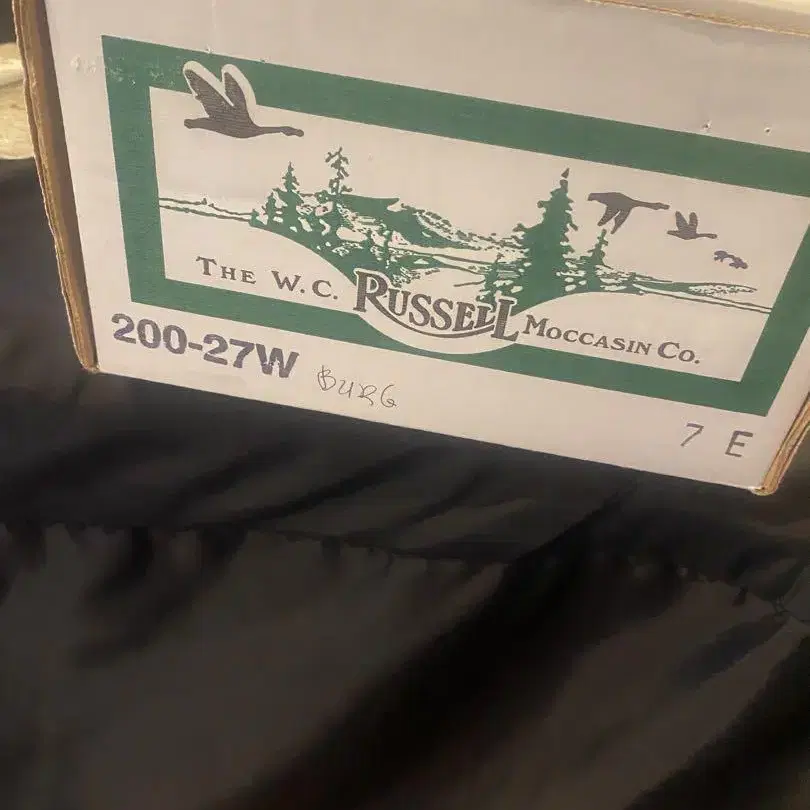 THE W.C. RUSSELL MOCCASIN CO.
200-27W BURG 7 E